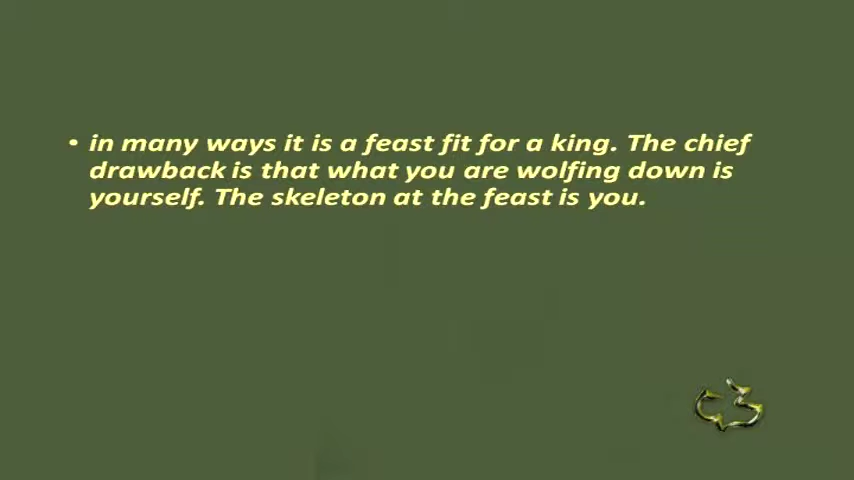 • in many ways it is a feast fit for a king. The chief
drawback is that what you are wolfing down is
yourself. The skeleton at the feast is you.